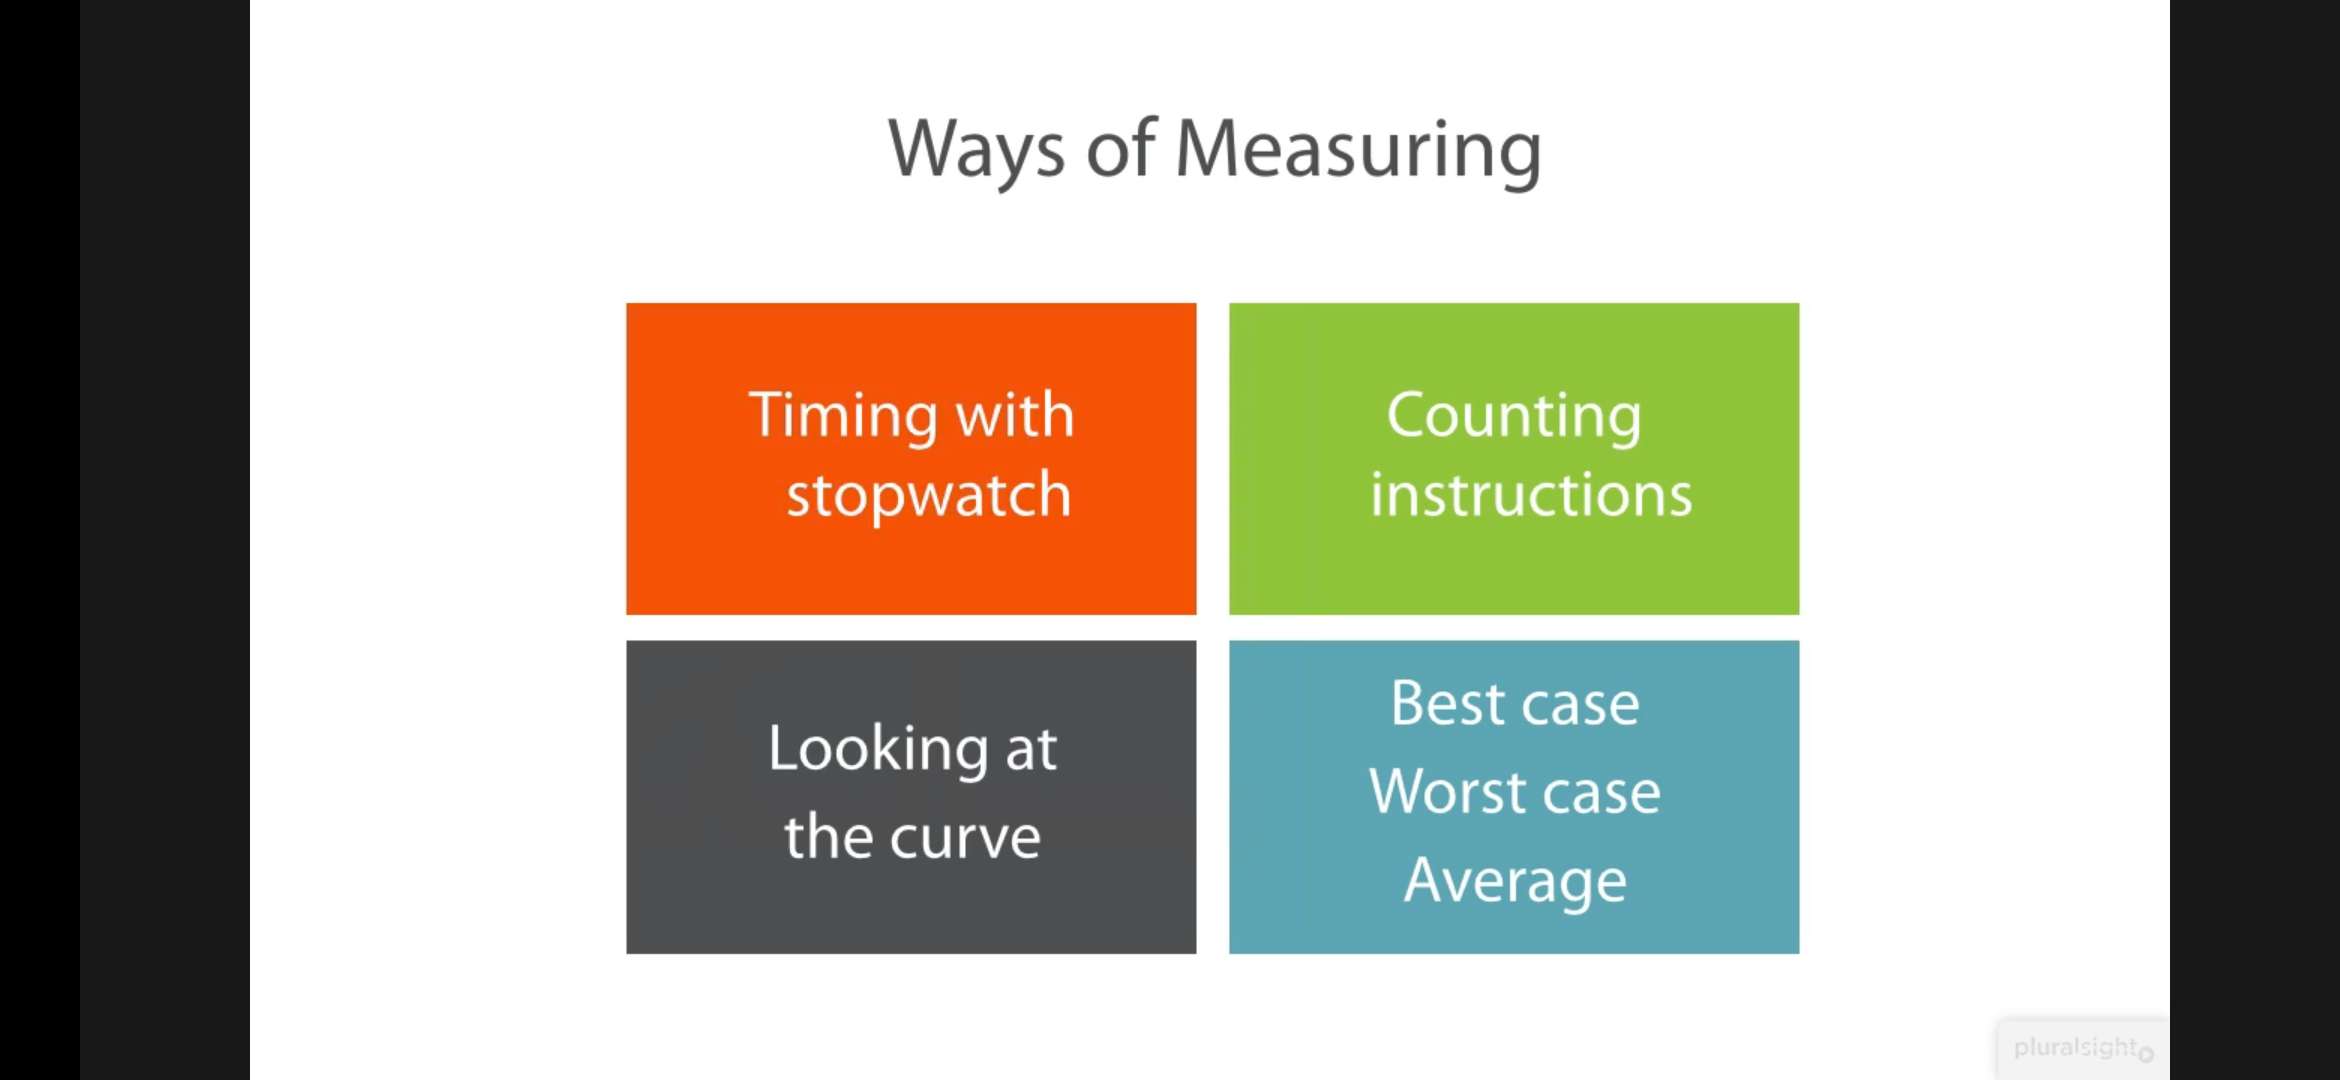 Ways of Measuring
Timing with
stopwatch
Counting
instructions
Looking at
the curve
Best case
Worst case
Average
pluralsight